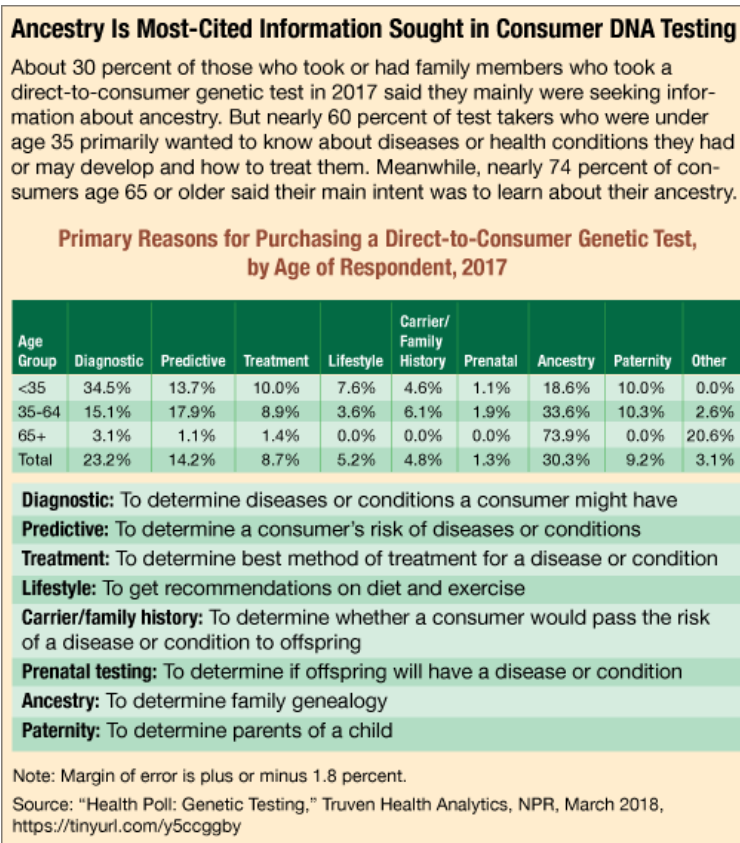 Ancestry Is Most-Cited Information Sought in Consumer DNA Testing
About 30 percent of those who took or had family members who took a
direct-to-consumer genetic test in 2017 said they mainly were seeking infor-
mation about ancestry. But nearly 60 percent of test takers who were under
age 35 primarily wanted to know about diseases or health conditions they had
or may develop and how to treat them. Meanwhile, nearly 74 percent of con-
sumers age 65 or older said their main intent was to learn about their ancestry.
Primary Reasons for Purchasing a Direct-to-Consumer Genetic Test,
by Age of Respondent, 2017
Age Group Diagnostic Predictive Treatment Lifestyle Carrier/Family History Prenatal Ancestry Paternity Other
<35 34.5% 13.7% 10.0% 7.6% 4.6% 1.1% 18.6% 10.0% 0.0%
35-64 15.1% 17.9% 8.9% 3.6% 6.1% 1.9% 33.6% 10.3% 2.6%
65+ 3.1% 1.1% 1.4% 0.0% 0.0% 0.0% 73.9% 0.0% 20.6%
Total 23.2% 14.2% 8.7% 5.2% 4.8% 1.3% 30.3% 9.2% 3.1%
Diagnostic: To determine diseases or conditions a consumer might have
Predictive: To determine a consumer's risk of diseases or conditions
Treatment: To determine best method of treatment for a disease or condition
Lifestyle: To get recommendations on diet and exercise
Carrier/family history: To determine whether a consumer would pass the risk
of a disease or condition to offspring
Prenatal testing: To determine if offspring will have a disease or condition
Ancestry: To determine family genealogy
Paternity: To determine parents of a child
Note: Margin of error is plus or minus 1.8 percent.
Source: "Health Poll: Genetic Testing," Truven Health Analytics, NPR, March 2018,
https://tinyurl.com/y5ccggby